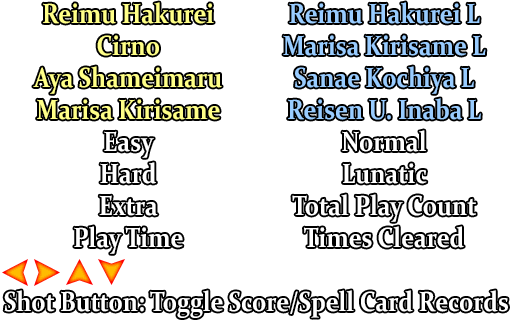 Reimu Hakurei Reimu Hakurei L
Cirno Marisa Kirisame L
Aya Shameimaru Sanae Kochiya L
Marisa Kirisame Reisen U. Inaba L
Easy Normal
Hard Lunatic
Extra Total Play Count
Play Time Times Cleared
Shot Button: Toggle Score/Spell Card Records